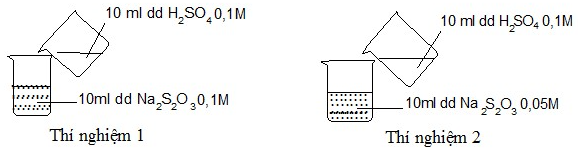 10 ml dd H₂SO₄ 0,1M
10ml dd Na₂S₂O₃ 0,1M
Thí nghiệm 1
10 ml dd H₂SO₄ 0,1M
10ml dd Na₂S₂O₃ 0,05M
Thí nghiệm 2